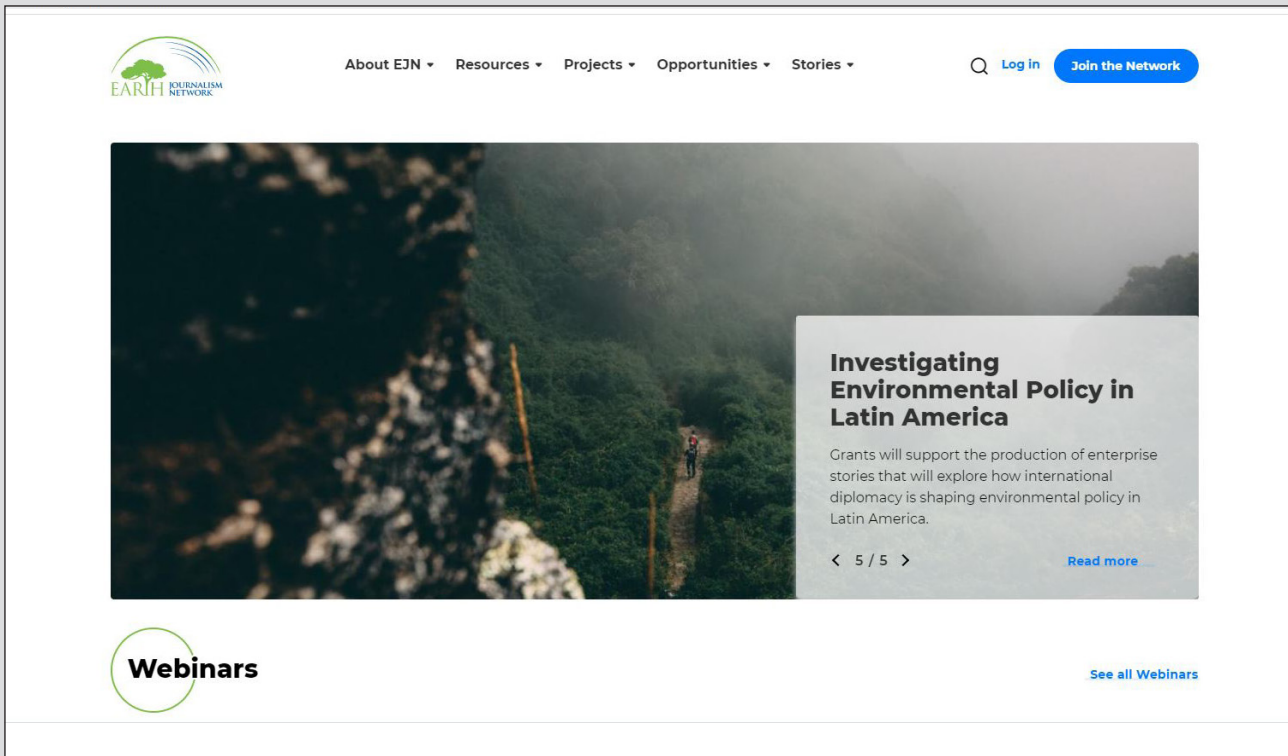 EARTH JOURNALISM
NETWORK
About EJN
Resources
Projects
Opportunities
Stories
Log in
Join the Network
Investigating
Environmental Policy in
Latin America
Grants will support the production of enterprise
stories that will explore how international
diplomacy is shaping environmental policy in
Latin America.
5 / 5
Read more
Webinars
See all Webinars